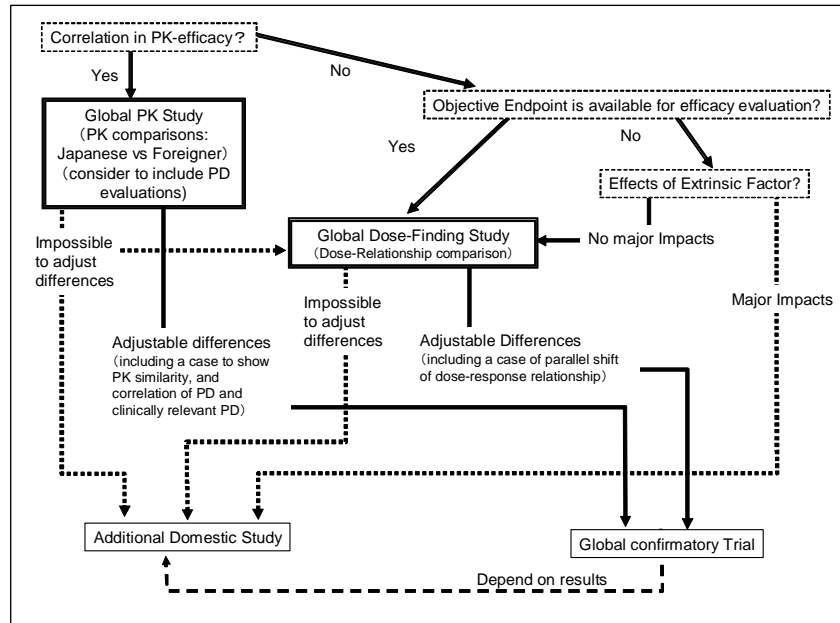 Correlation in PK-efficacy?
No
Yes
Objective Endpoint is available for efficacy evaluation?
Global PK Study
(PK comparisons:
Japanese vs Foreigner)
(consider to include PD
evaluations)
Yes
No
Effects of Extrinsic Factor?
Impossible
to adjust
differences
Global Dose-Finding Study
(Dose-Relationship comparison)
No major Impacts
Impossible
to adjust
differences
Major Impacts
Adjustable differences
(including a case to show
PK similarity, and
correlation of PD and
clinically relevant PD)
Adjustable Differences
(including a case of parallel shift
of dose-response relationship)
Additional Domestic Study
Global confirmatory Trial
Depend on results